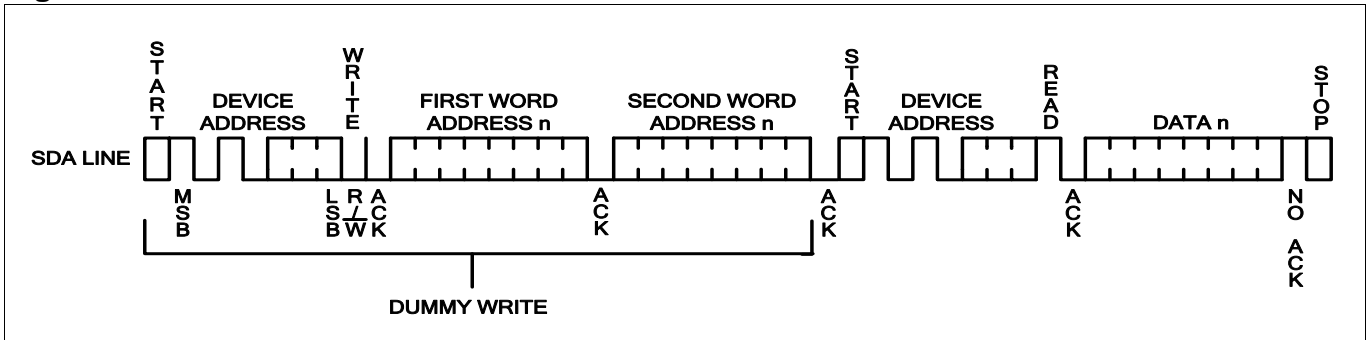 START
WRITE
START
READ
STOP
DEVICE
ADDRESS
FIRST WORD
ADDRESS n
SECOND WORD
ADDRESS n
DEVICE
ADDRESS
DATA n
SDA LINE
MSB
LSB
R/W
ACK
ACK
ACK
ACK
NO ACK
DUMMY WRITE